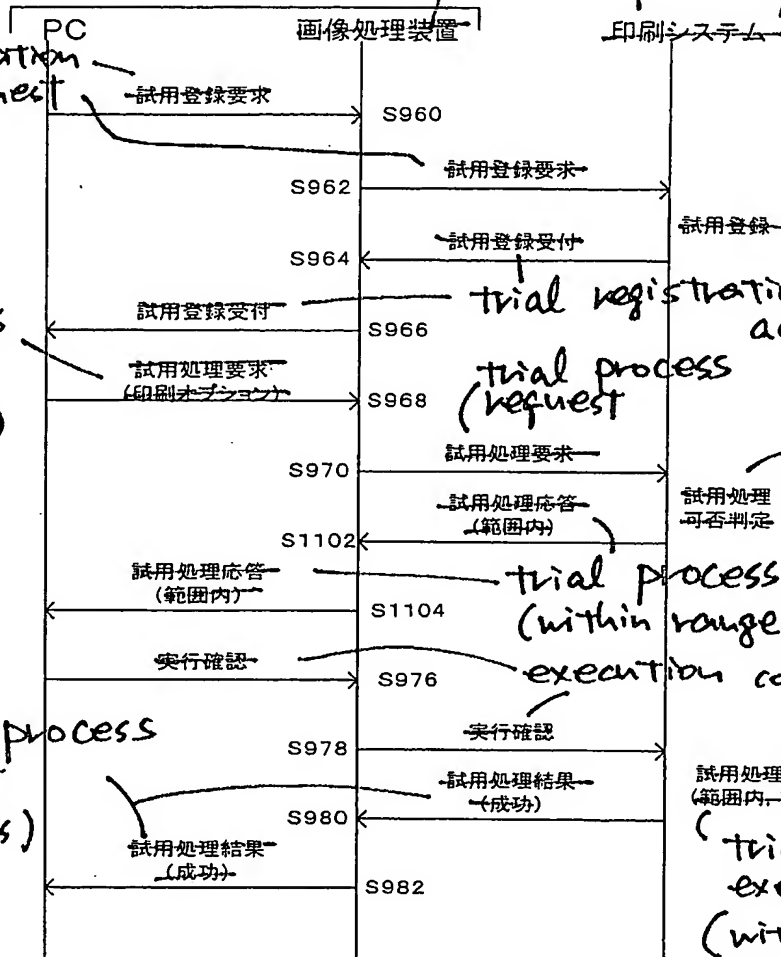 PC
画像処理装置
印刷システム
試用登録要求
S960
試用登録要求
S962
試用登録
試用登録受付
S964
試用登録受付
trial registration
S966
試用処理要求
(印刷オプション)
S968
trial process
request
試用処理要求
S970
試用処理
可否判定
試用処理応答
(範囲内)
S1102
試用処理応答
(範囲内)
trial process
(within range
S1104
実行確認
execution
S976
実行確認
S978
process
試用処理結果
(成功)
S980
試用処理
(範囲内、
試用処理結果
(成功)
S982